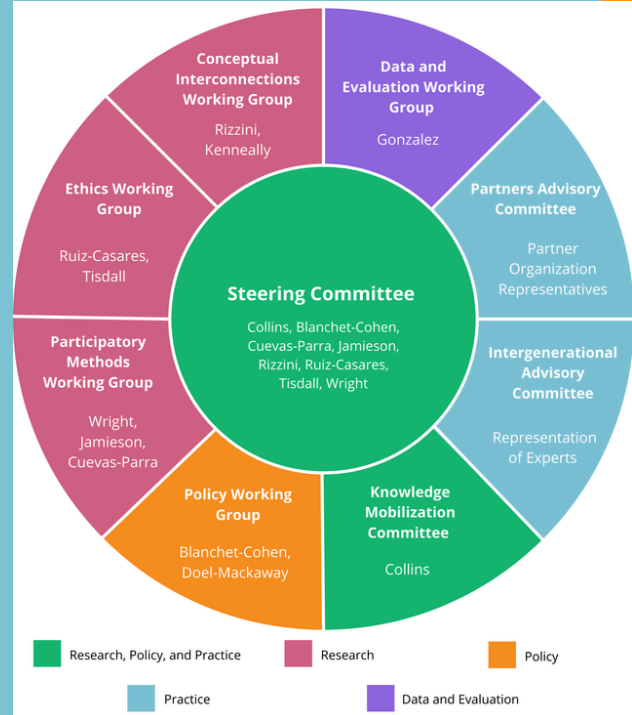 Conceptual
Interconnections
Working Group
Rizzini,
Kenneally
Data and
Evaluation Working
Group
Gonzalez
Ethics Working
Group
Ruiz-Casares,
Tisdall
Partners Advisory
Committee
Partner
Organization
Representatives
Steering Committee
Collins, Blanchet-Cohen,
Cuevas-Parra, Jamieson,
Rizzini, Ruiz-Casares,
Tisdall, Wright
Participatory
Methods
Working Group
Wright,
Jamieson,
Cuevas-Parra
Intergenerational
Advisory
Committee
Representation
of Experts
Policy Working
Group
Blanchet-Cohen,
Doel-Mackaway
Knowledge
Mobilization
Committee
Collins
Research, Policy, and Practice
Research
Policy
Practice
Data and Evaluation